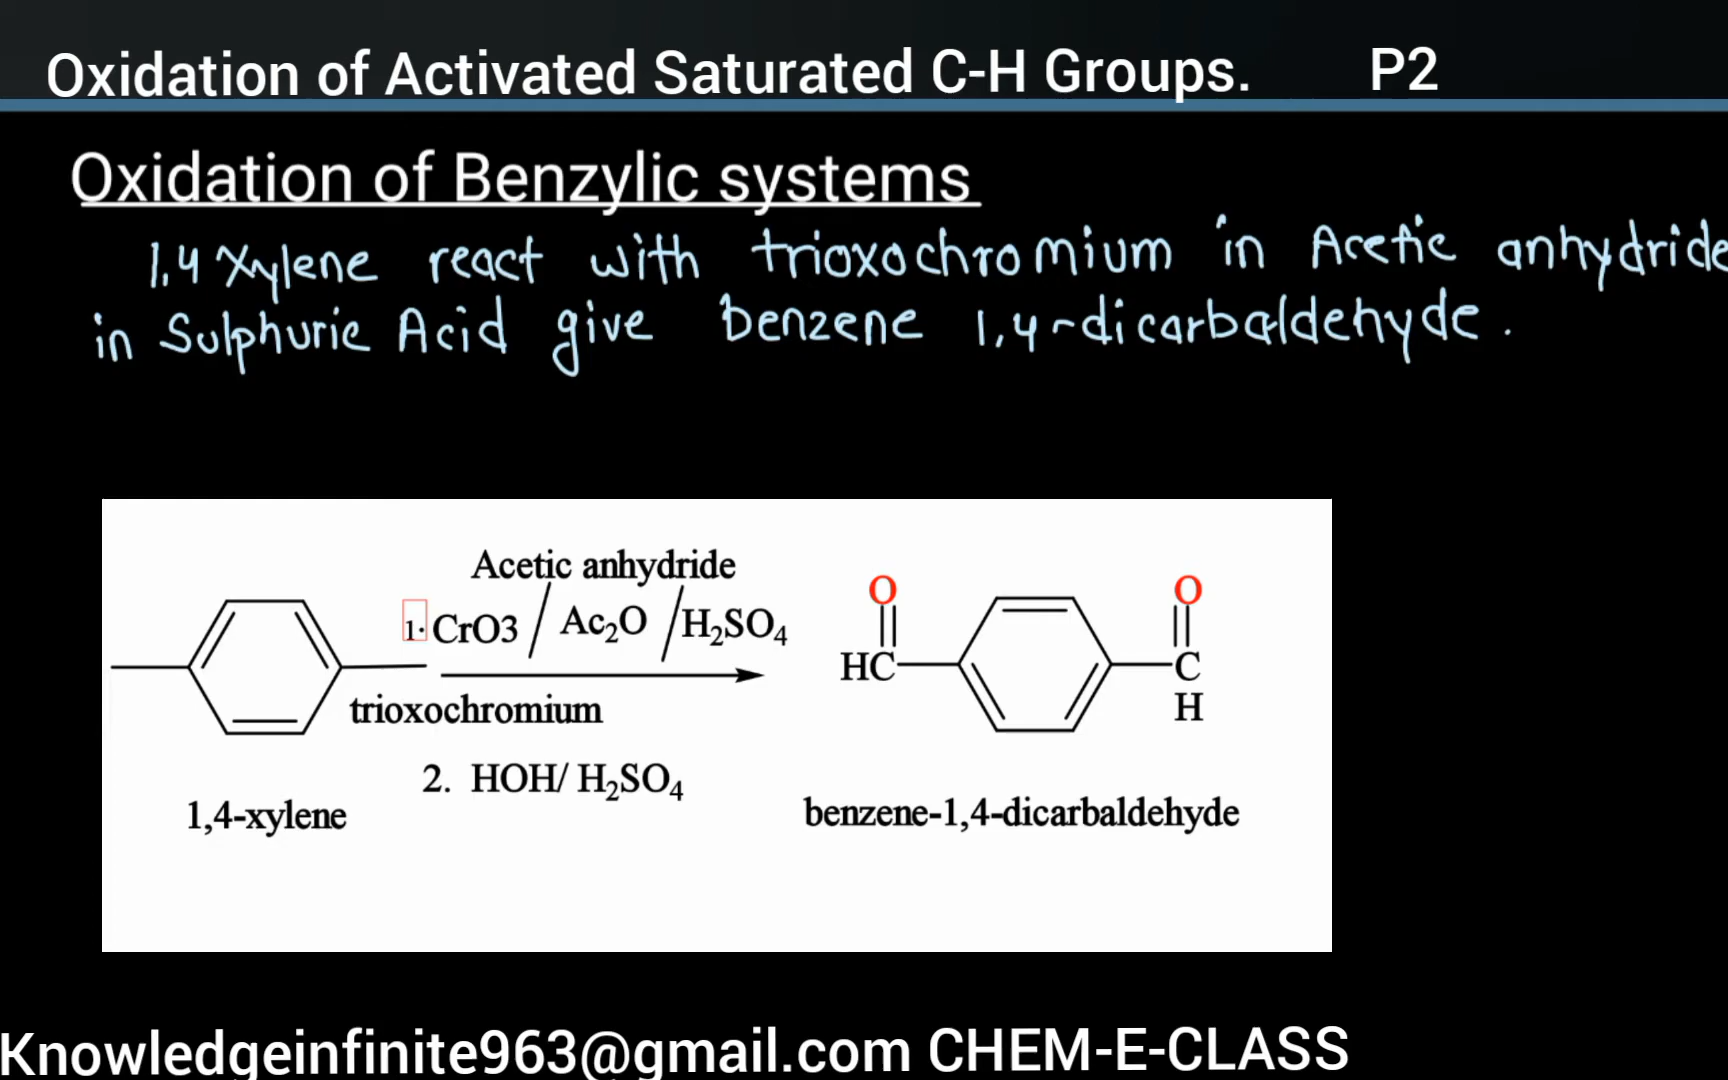 Oxidation of Activated Saturated C-H Groups. P2
Oxidation of Benzylic systems
1,4 Xylene react with trioxochromium in Acetic anhydride
in Sulphuric Acid give benzene 1,4-dicarbaldehyde.
Acetic anhydride
1. CrO3 / Ac₂O / H₂SO₄
trioxochromium
2. HOH/ H₂SO₄
1,4-xylene
O O
HC C
H
benzene-1,4-dicarbaldehyde
Knowledgeinfinite963@gmail.com CHEM-E-CLASS